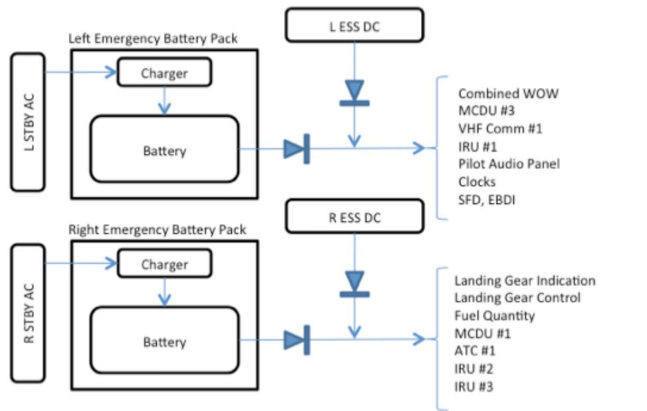 L ESS DC
Left Emergency Battery Pack
L STBY AC
Charger
Battery
Combined WOW
MCDU #3
VHF Comm #1
IRU #1
Pilot Audio Panel
Clocks
SFD, EBDI
R ESS DC
Right Emergency Battery Pack
R STBY AC
Charger
Battery
Landing Gear Indication
Landing Gear Control
Fuel Quantity
MCDU #1
ATC #1
IRU #2
IRU #3